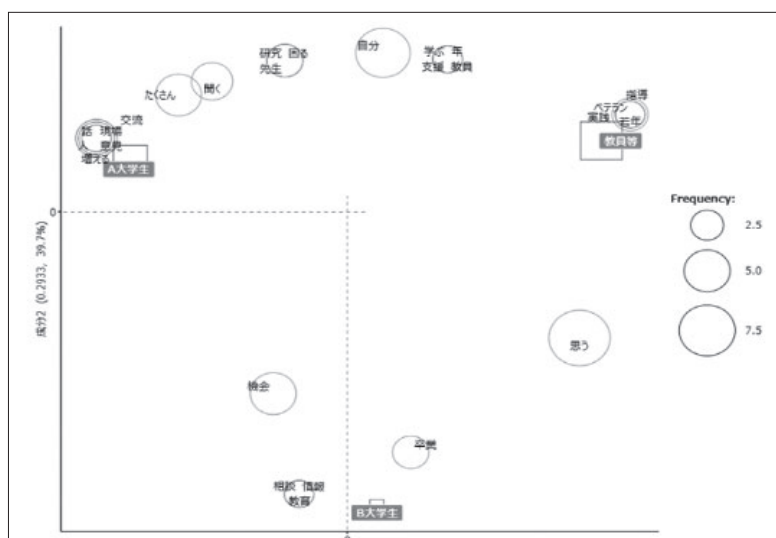 自分
研究 困る
先生
学ぶ 年
支援 教員
たくさん
聞く
指導
ベテラン
実践 若年
教員等
交流
話 現場
人 意見
増える
A大学生
Frequency:
2.5
5.0
7.5
0
成分2 (0.2933, 39.7%)
思う
機会
卒業
相談 情報
教育
B大学生